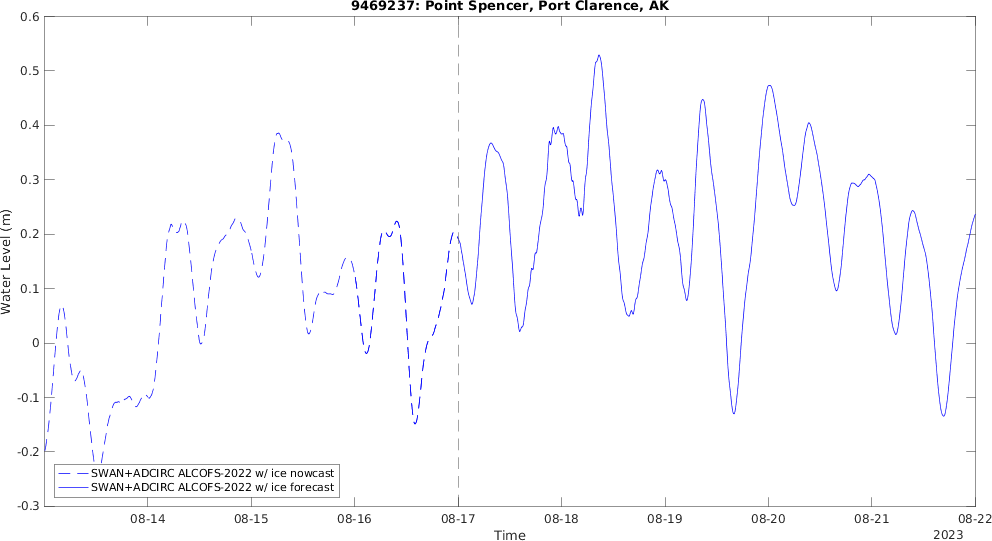 9469237: Point Spencer, Port Clarence, AK
0.6
0.5
0.4
0.3
0.2
0.1
0
-0.1
-0.2
-0.3
Water Level (m)
SWAN+ADCIRC ALCOFS-2022 w/ ice nowcast
SWAN+ADCIRC ALCOFS-2022 w/ ice forecast
08-14 08-15 08-16 08-17 08-18 08-19 08-20 08-21 08-22
Time
2023